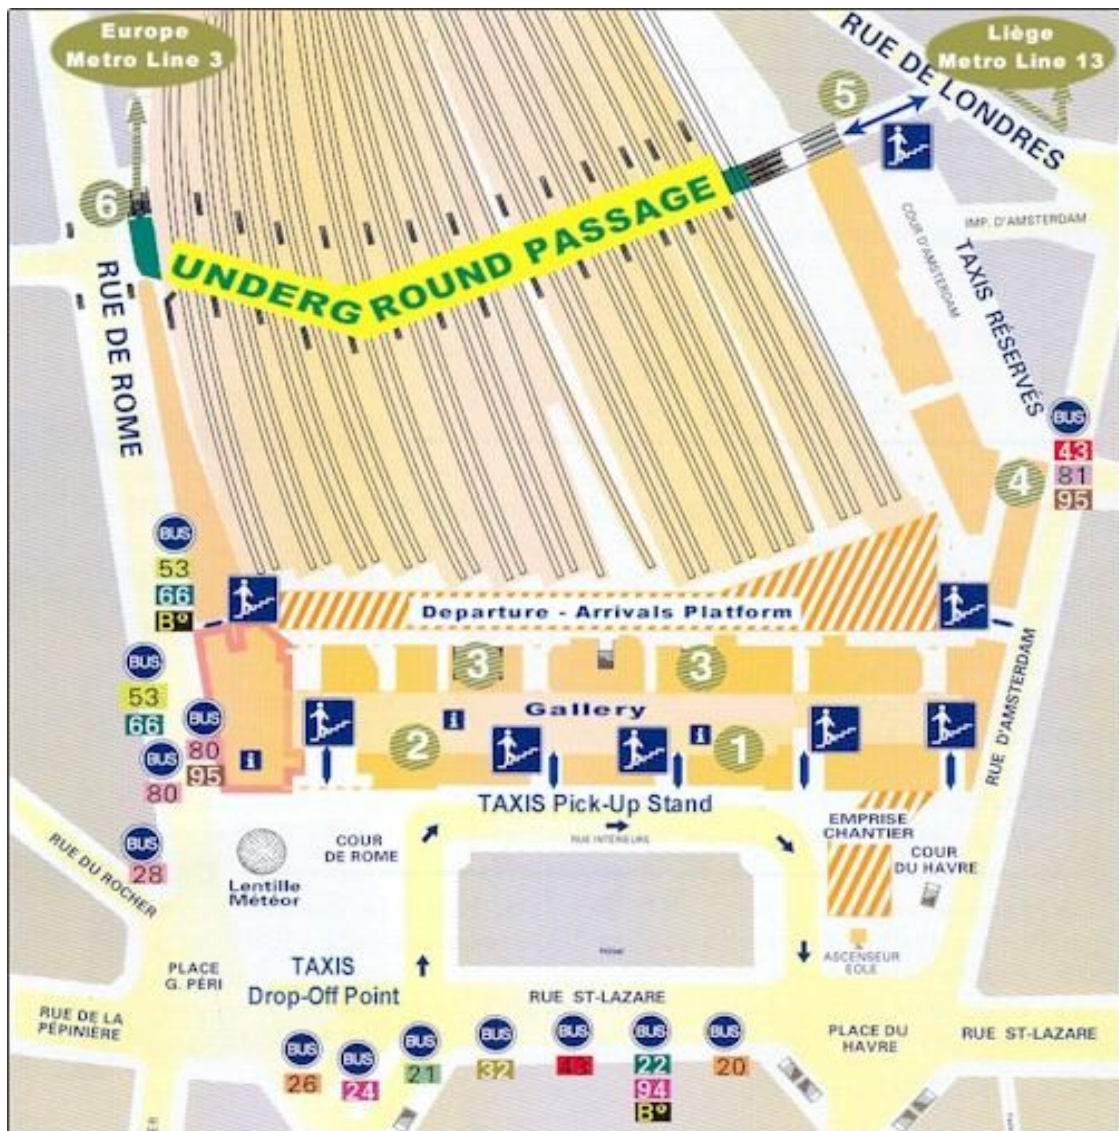 Europe
Metro Line 3
Liège
Metro Line 13
RUE DE LONDRES
5
6
UNDERGROUND PASSAGE
IMP. D'AMSTERDAM
COUR D'AMSTERDAM
TAXIS RÉSERVÉS
RUE DE ROME
BUS
43
81
95
4
BUS
53
66
B°
Departure - Arrivals Platform
BUS
53
66
3
3
RUE D'AMSTERDAM
Gallery
BUS
80
95
i
i
i
2
1
BUS
80
TAXIS Pick-Up Stand
RUE INTÉRIEURE
EMPRISE
CHANTIER
COUR
DE ROME
COUR
DU HAVRE
BUS
28
RUE DU ROCHER
Lentille
Météor
ASCENSEUR
EOLE
PLACE
G. PÉRI
TAXIS
Drop-Off Point
RUE ST-LAZARE
RUE DE LA
PÉPINIÈRE
PLACE DU
HAVRE
RUE ST-LAZARE
BUS
26
BUS
24
BUS
21
BUS
32
BUS
43
BUS
22
94
B°
BUS
20